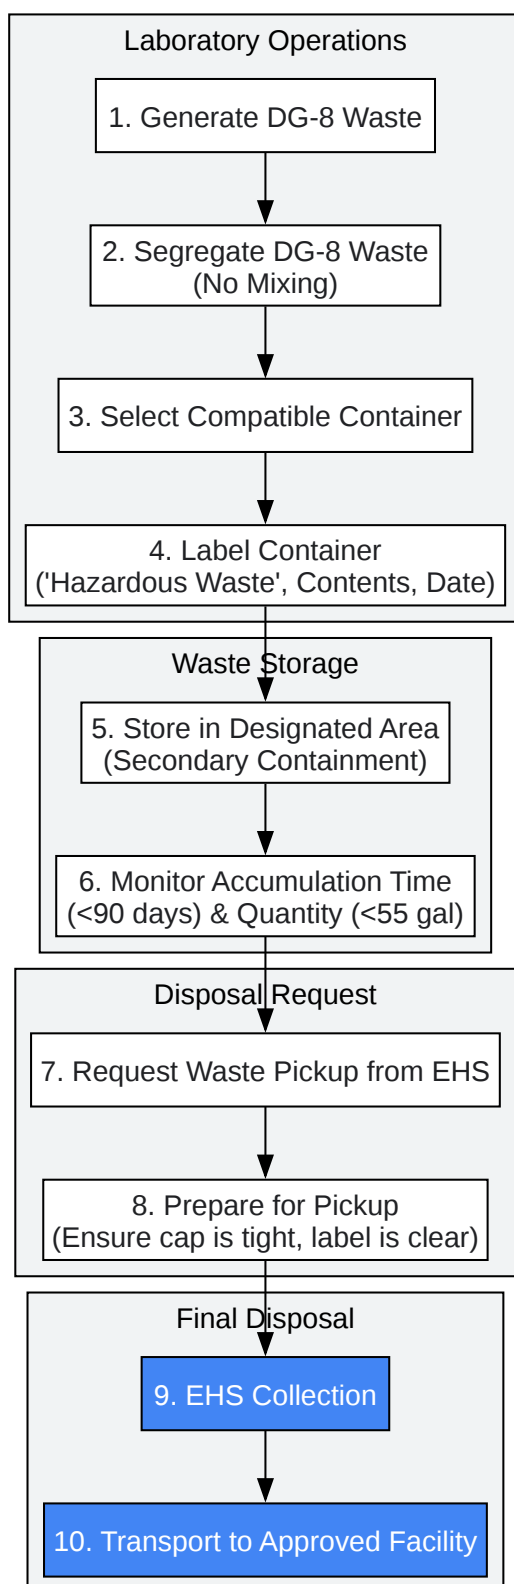 Laboratory Operations
1. Generate DG-8 Waste
2. Segregate DG-8 Waste
(No Mixing)
3. Select Compatible Container
4. Label Container
('Hazardous Waste', Contents, Date)
Waste Storage
5. Store in Designated Area
(Secondary Containment)
6. Monitor Accumulation Time
(<90 days) & Quantity (<55 gal)
Disposal Request
7. Request Waste Pickup from EHS
8. Prepare for Pickup
(Ensure cap is tight, label is clear)
Final Disposal
9. EHS Collection
10. Transport to Approved Facility